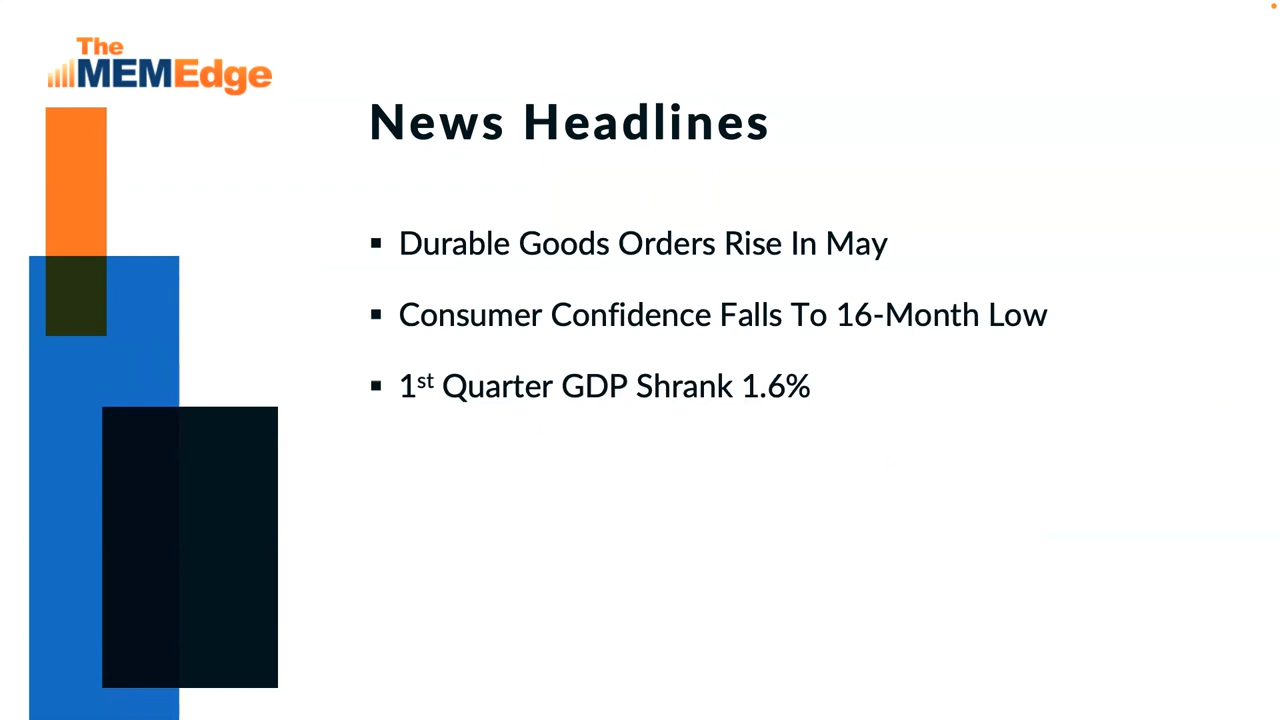 The
MEMEdge
News Headlines
▪ Durable Goods Orders Rise In May
▪ Consumer Confidence Falls To 16-Month Low
▪ 1st Quarter GDP Shrank 1.6%